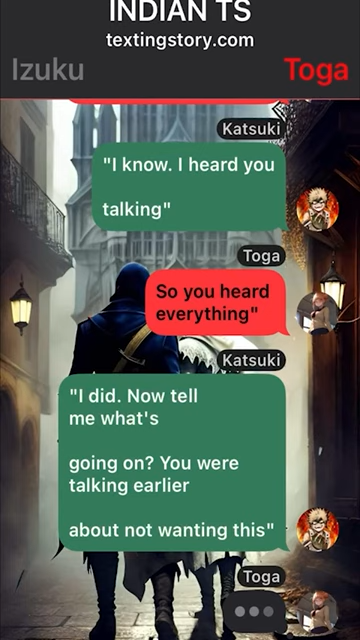 INDIAN TS
textingstory.com
Izuku
Toga
Katsuki
"I know. I heard you
talking"
Toga
So you heard
everything"
Katsuki
"I did. Now tell
me what's
going on? You were
talking earlier
about not wanting this"
Toga